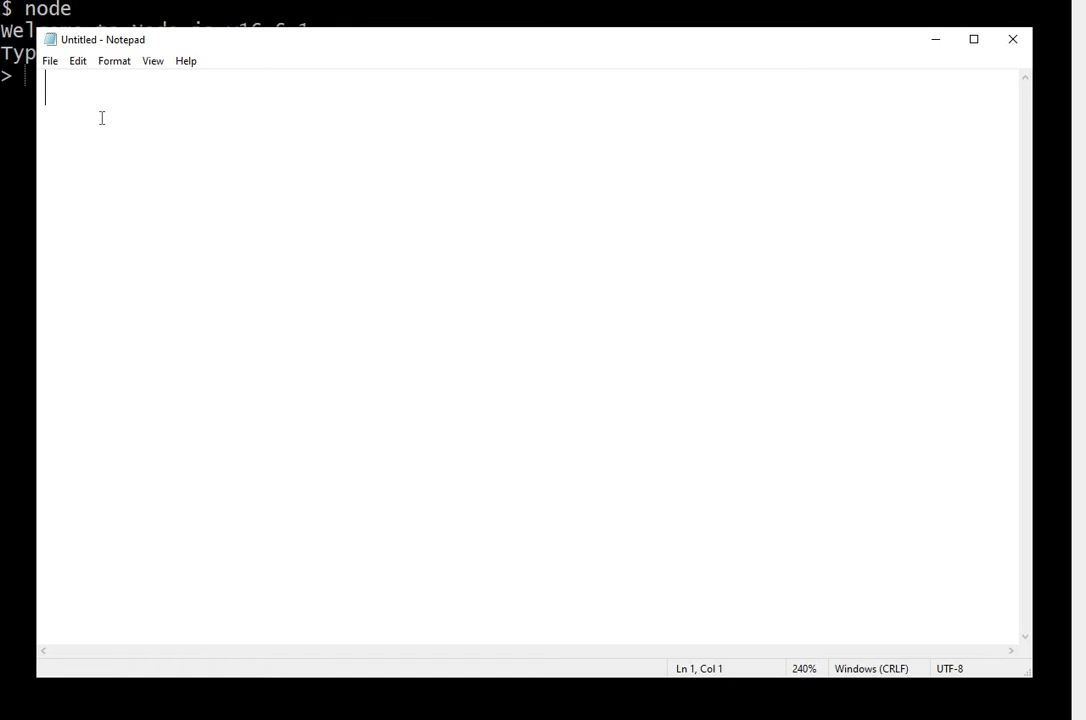 $ node
Wel
Untitled - Notepad
Typ
File Edit Format View Help
>
Ln 1, Col 1 240% Windows (CRLF) UTF-8